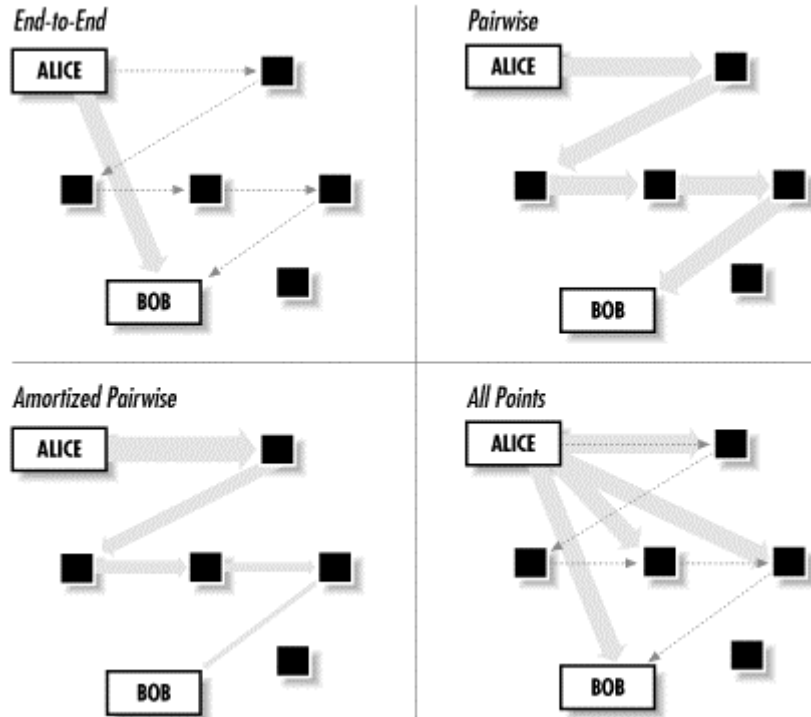 End-to-End
ALICE
BOB
Pairwise
ALICE
BOB
Amortized Pairwise
ALICE
BOB
All Points
ALICE
BOB